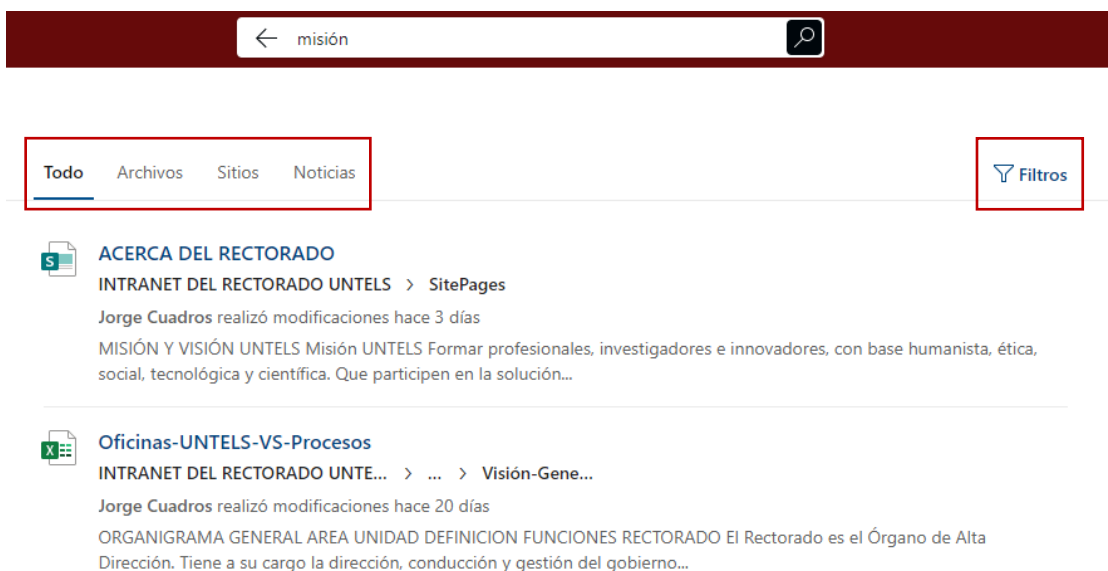 misión
Todo Archivos Sitios Noticias Filtros
ACERCA DEL RECTORADO
INTRANET DEL RECTORADO UNTELS > SitePages
Jorge Cuadros realizó modificaciones hace 3 días
MISIÓN Y VISIÓN UNTELS Misión UNTELS Formar profesionales, investigadores e innovadores, con base humanista, ética,
social, tecnológica y científica. Que participen en la solución...
Oficinas-UNTELS-VS-Procesos
INTRANET DEL RECTORADO UNTE... > ... > Visión-Gene...
Jorge Cuadros realizó modificaciones hace 20 días
ORGANIGRAMA GENERAL AREA UNIDAD DEFINICION FUNCIONES RECTORADO El Rectorado es el Órgano de Alta
Dirección. Tiene a su cargo la dirección, conducción y gestión del gobierno...